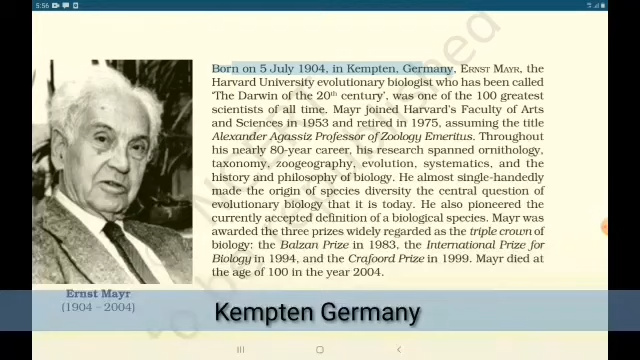 5:56
80%
Born on 5 July 1904, in Kempten, Germany, ERNST MAYR, the
Harvard University evolutionary biologist who has been called
‘The Darwin of the 20th century’, was one of the 100 greatest
scientists of all time. Mayr joined Harvard's Faculty of Arts
and Sciences in 1953 and retired in 1975, assuming the title
Alexander Agassiz Professor of Zoology Emeritus. Throughout
his nearly 80-year career, his research spanned ornithology,
taxonomy, zoogeography, evolution, systematics, and the
history and philosophy of biology. He almost single-handedly
made the origin of species diversity the central question of
evolutionary biology that it is today. He also pioneered the
currently accepted definition of a biological species. Mayr was
awarded the three prizes widely regarded as the triple crown of
biology: the Balzan Prize in 1983, the International Prize for
Biology in 1994, and the Crafoord Prize in 1999. Mayr died at
the age of 100 in the year 2004.
Ernst Mayr
(1904 – 2004)
Kempten Germany